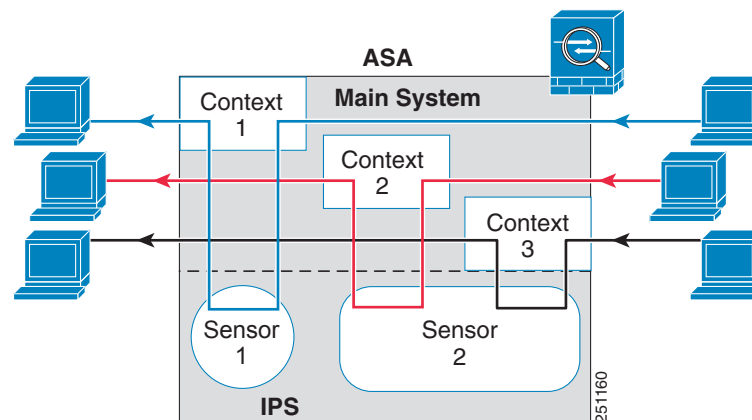 ASA
Main System
Context
1
Context
2
Context
3
Sensor
1
Sensor
2
IPS
251160